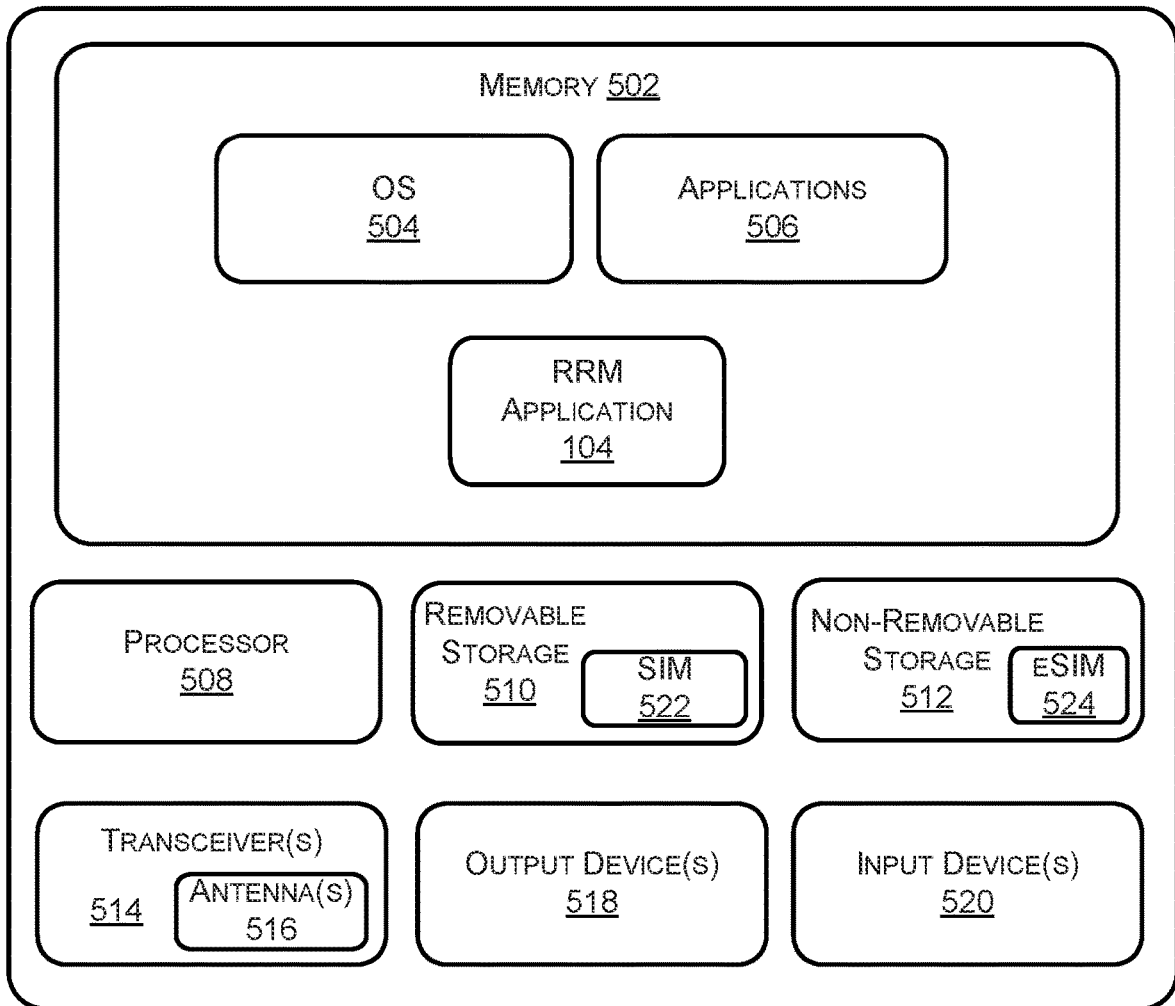 MEMORY 502
OS
504
APPLICATIONS
506
RRM
APPLICATION
104
PROCESSOR
508
REMOVABLE
STORAGE
510
SIM
522
NON-REMOVABLE
STORAGE
512
eSIM
524
TRANSCEIVER(S)
514
ANTENNA(S)
516
OUTPUT DEVICE(S)
518
INPUT DEVICE(S)
520